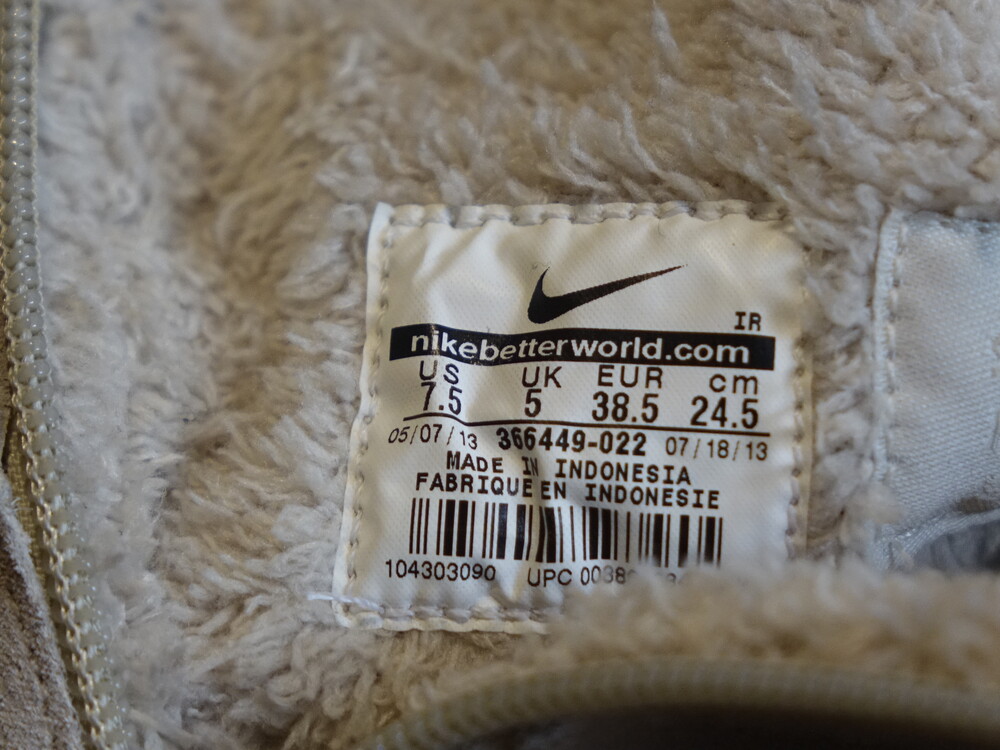 IR
nikebetterworld.com
US UK EUR cm
7.5 5 38.5 24.5
05/07/13 366449-022 07/18/13
MADE IN INDONESIA
FABRIQUE EN INDONESIE
104303090 UPC